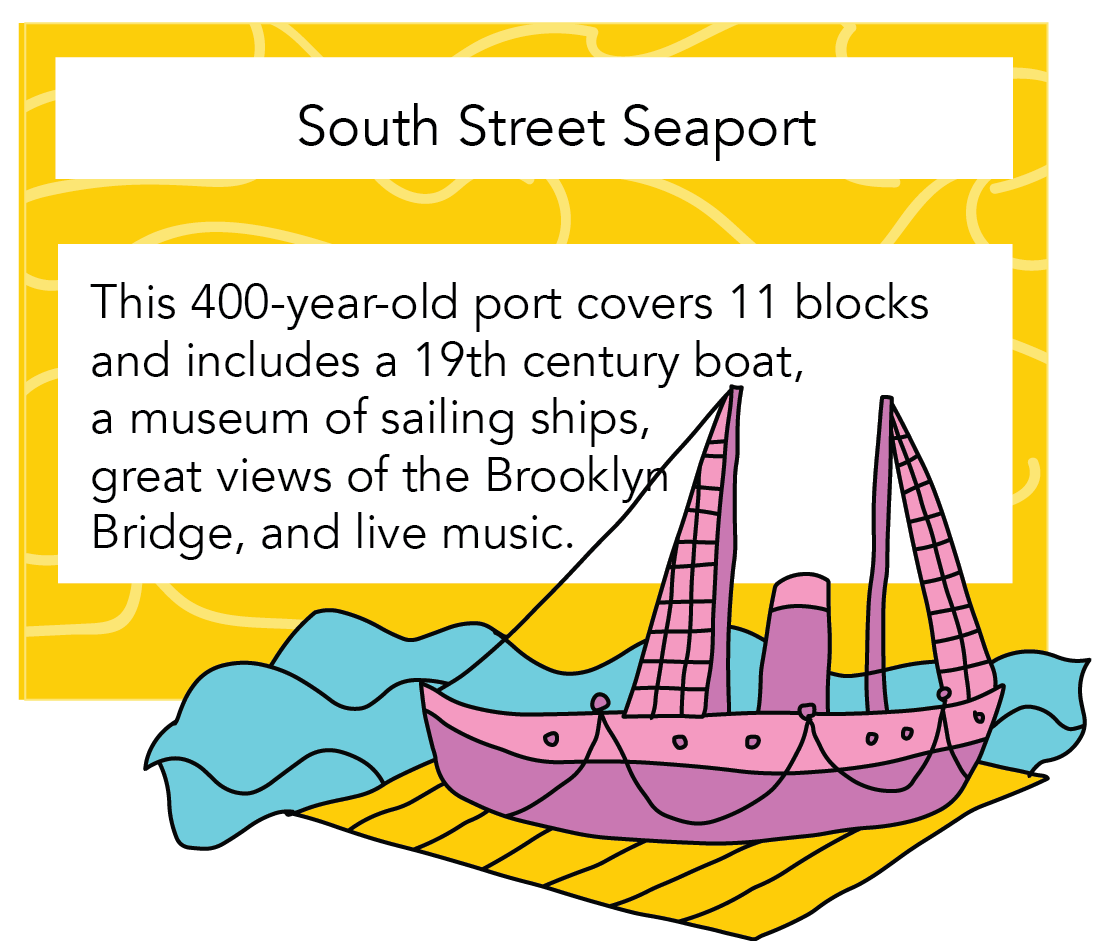 South Street Seaport
This 400-year-old port covers 11 blocks
and includes a 19th century boat,
a museum of sailing ships,
great views of the Brooklyn
Bridge, and live music.